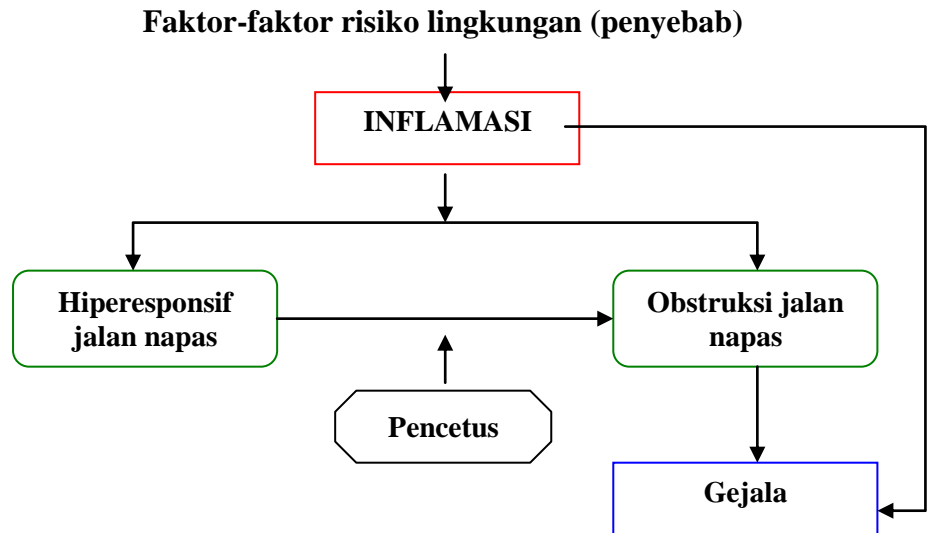 Faktor-faktor risiko lingkungan (penyebab)
INFLAMASI
Hiperesponsif
jalan napas
Obstruksi jalan
napas
Pencetus
Gejala